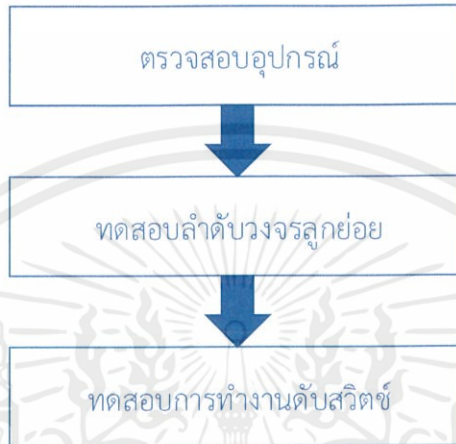 ตรวจสอบอุปกรณ์
ทดสอบลำดับวงจรลูกย่อย
ทดสอบการทำงานดับสวิตช์